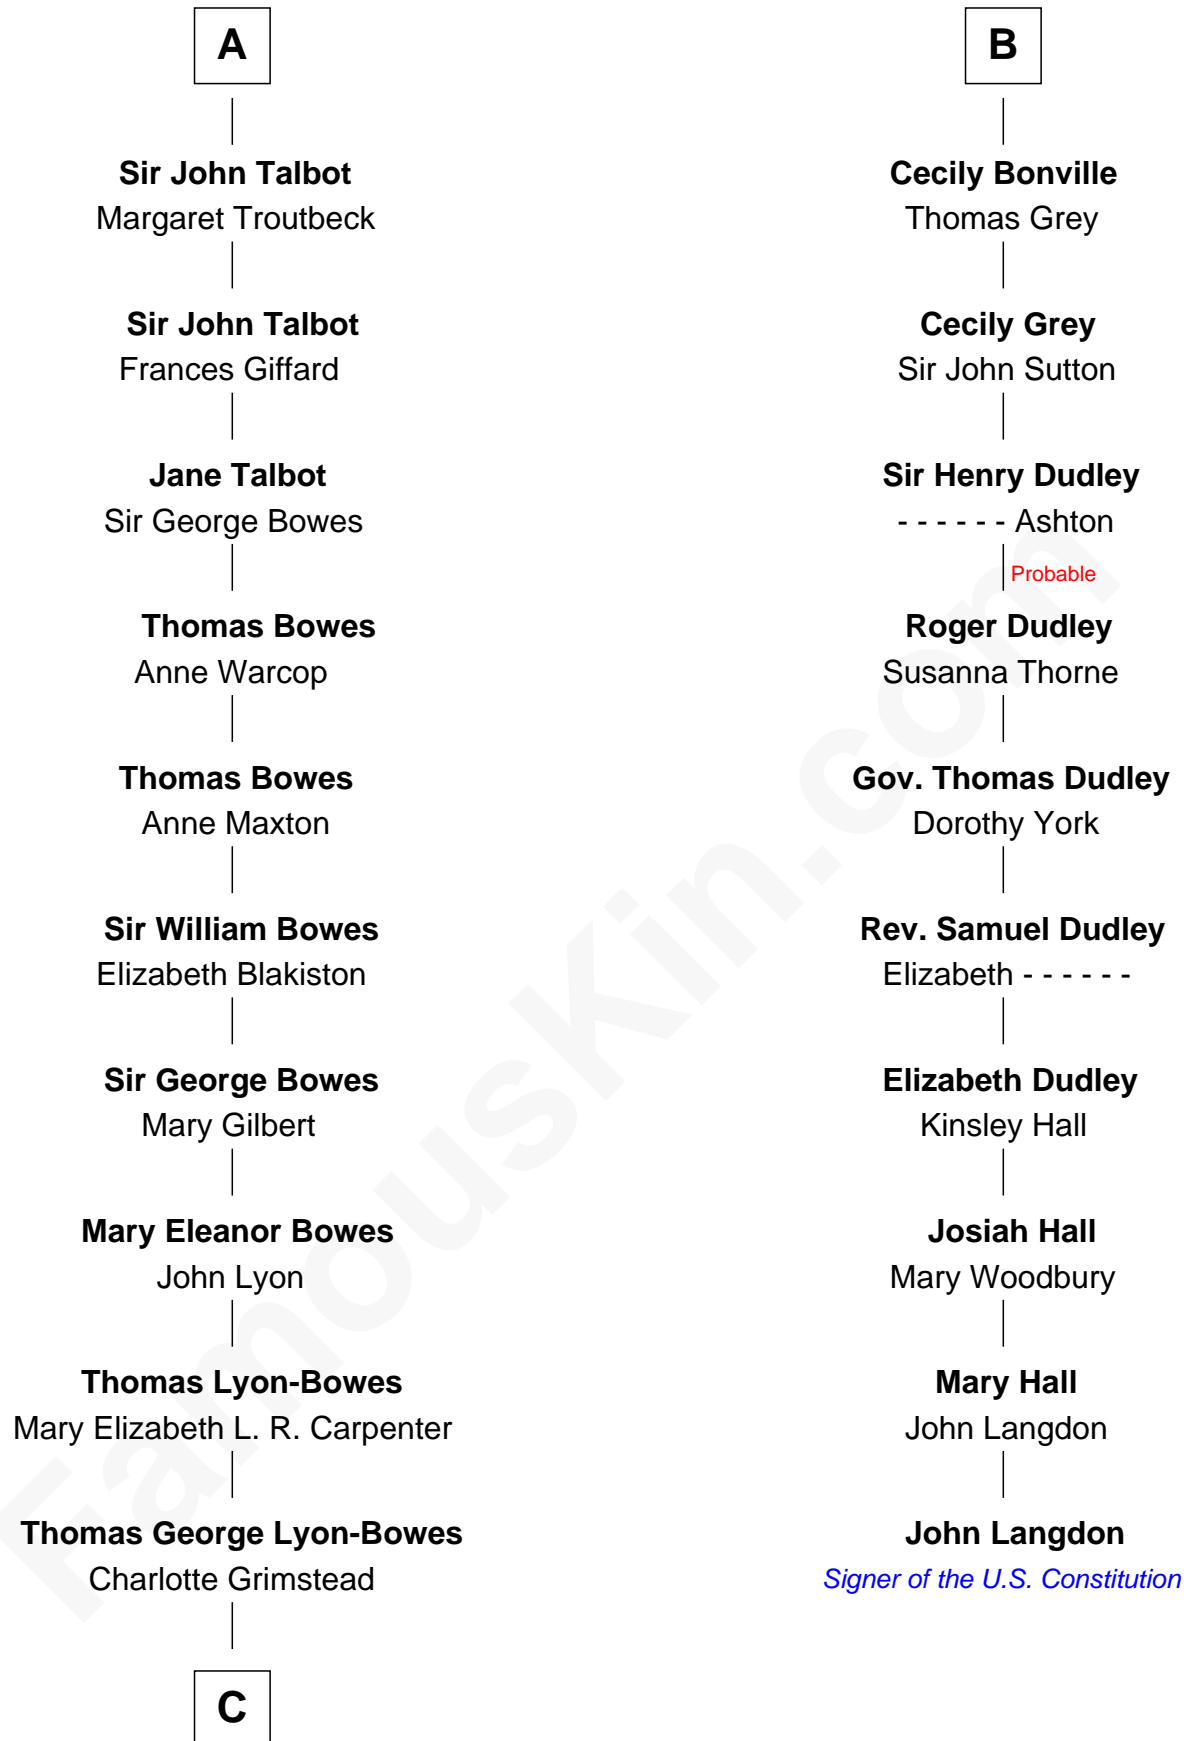 A
Sir John Talbot
Margaret Troutbeck
Sir John Talbot
Frances Giffard
Jane Talbot
Sir George Bowes
Thomas Bowes
Anne Warcop
Thomas Bowes
Anne Maxton
Sir William Bowes
Elizabeth Blakiston
Sir George Bowes
Mary Gilbert
Mary Eleanor Bowes
John Lyon
Thomas Lyon-Bowes
Mary Elizabeth L. R. Carpenter
Thomas George Lyon-Bowes
Charlotte Grimstead
C
B
Cecily Bonville
Thomas Grey
Cecily Grey
Sir John Sutton
Sir Henry Dudley
- - - - - - Ashton
Probable
Roger Dudley
Susanna Thorne
Gov. Thomas Dudley
Dorothy York
Rev. Samuel Dudley
Elizabeth - - - - - -
Elizabeth Dudley
Kinsley Hall
Josiah Hall
Mary Woodbury
Mary Hall
John Langdon
John Langdon
Signer of the U.S. Constitution
FamousKin.com